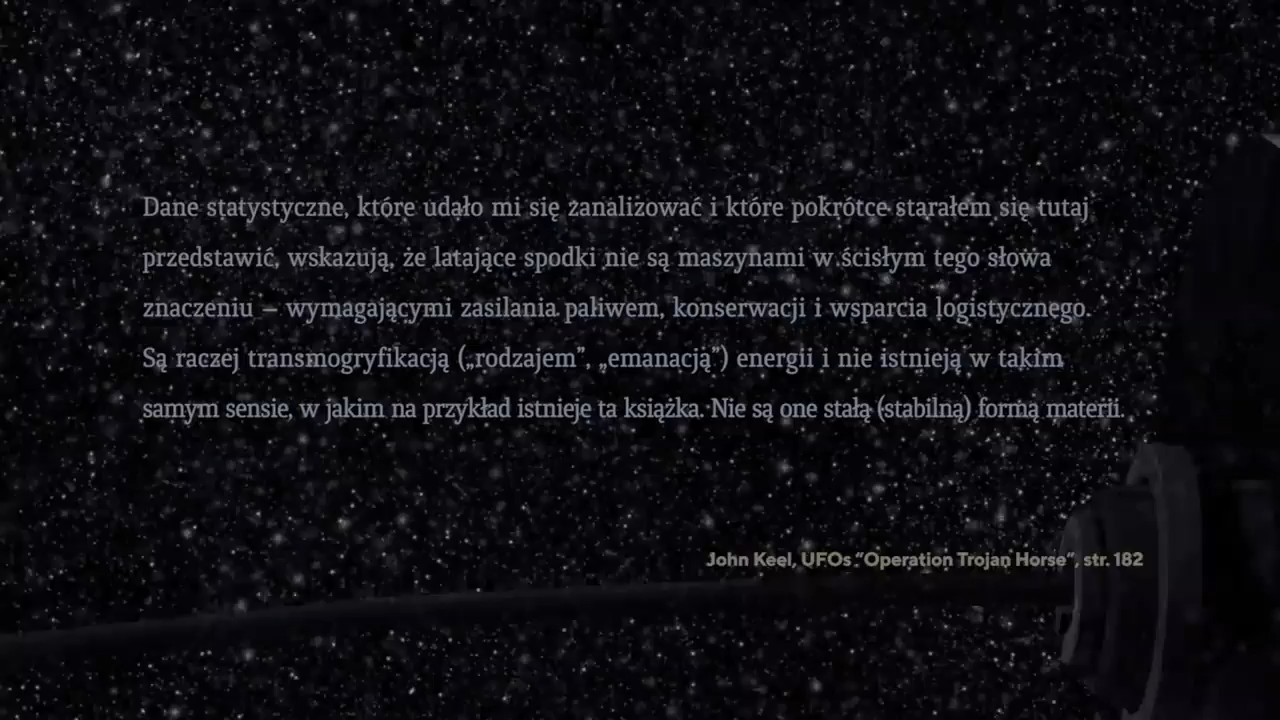 Dane statystyczne, które udało mi się zanalizować i które pokrótce starałem się tutaj
przedstawić, wskazują, że latające spodki nie są maszynami w ścisłym tego słowa
znaczeniu – wymagającymi zasilania paliwem, konserwacji i wsparcia logistycznego.
Są raczej transmogryfikacją („rodzajem”, „emanacją”) energii i nie istnieją w takim
samym sensie, w jakim na przykład istnieje ta książka. Nie są one stałą (stabilną) formą materii.
John Keel, UFOs “Operation Trojan Horse”, str. 182